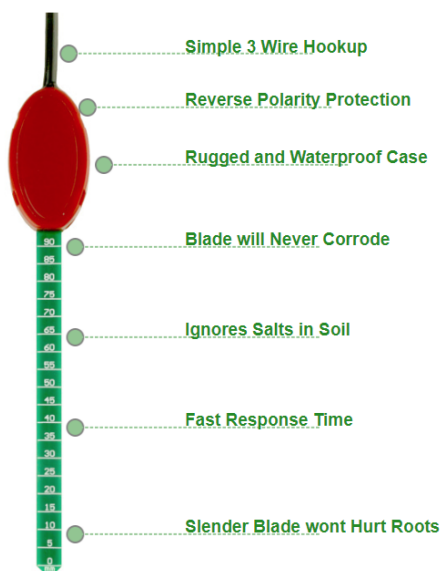 Simple 3 Wire Hookup
Reverse Polarity Protection
Rugged and Waterproof Case
Blade will Never Corrode
90
85
80
75
70
65
Ignores Salts in Soil
60
55
50
45
40
Fast Response Time
35
30
25
20
15
10
Slender Blade wont Hurt Roots
5
0